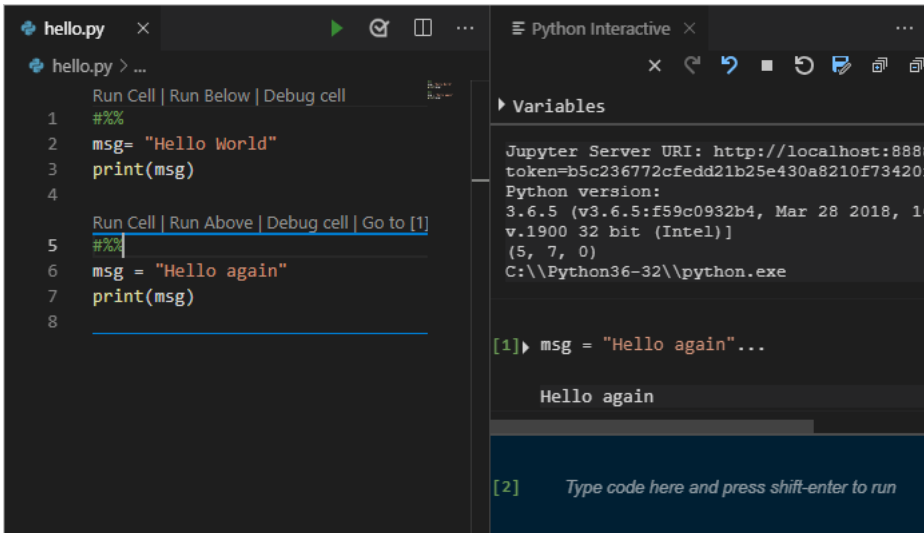 hello.py
hello.py > ...
Run Cell | Run Below | Debug cell
1 #%%
2 msg= "Hello World"
3 print(msg)
4
Run Cell | Run Above | Debug cell | Go to [1]
5 #%%
6 msg = "Hello again"
7 print(msg)
8
Python Interactive
Variables
Jupyter Server URI: http://localhost:888
token=b5c236772cfedd21b25e430a8210f73420
Python version:
3.6.5 (v3.6.5:f59c0932b4, Mar 28 2018, 1
v.1900 32 bit (Intel)]
(5, 7, 0)
C:\\Python36-32\\python.exe
[1] msg = "Hello again"...
Hello again
[2] Type code here and press shift-enter to run